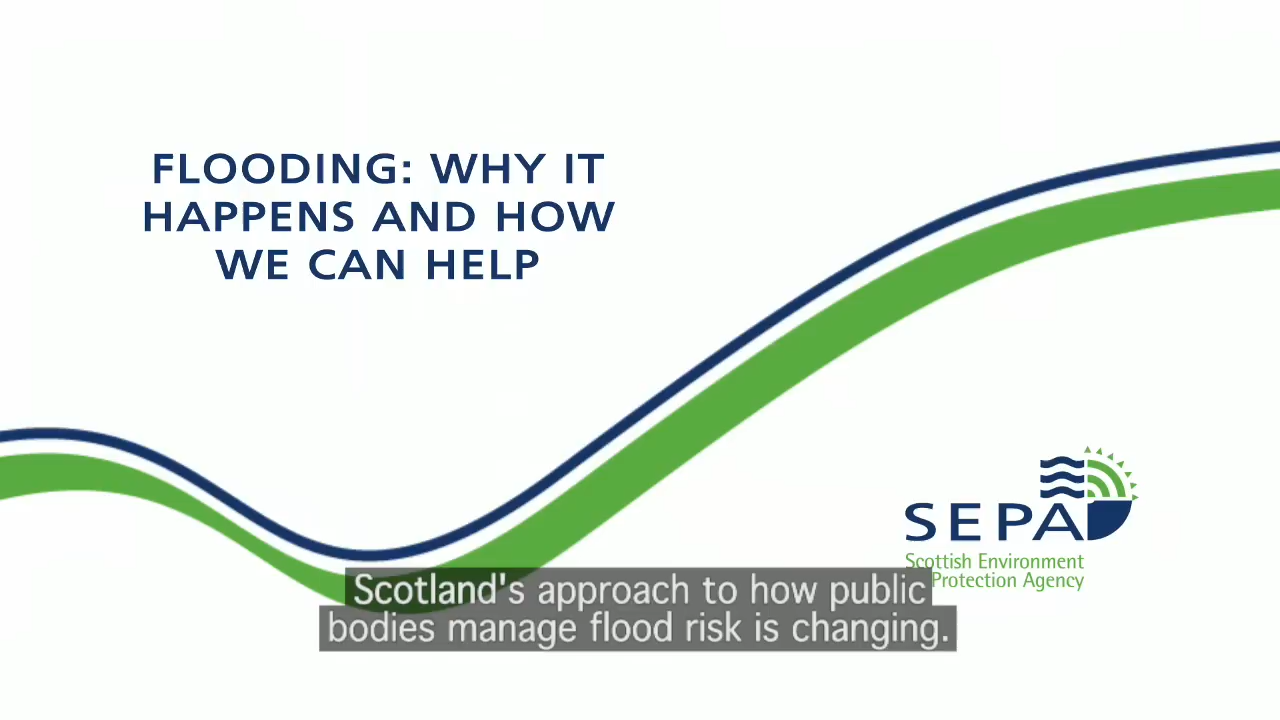 FLOODING: WHY IT
HAPPENS AND HOW
WE CAN HELP
SEPA
Scottish Environment
Protection Agency
Scotland's approach to how public
bodies manage flood risk is changing.